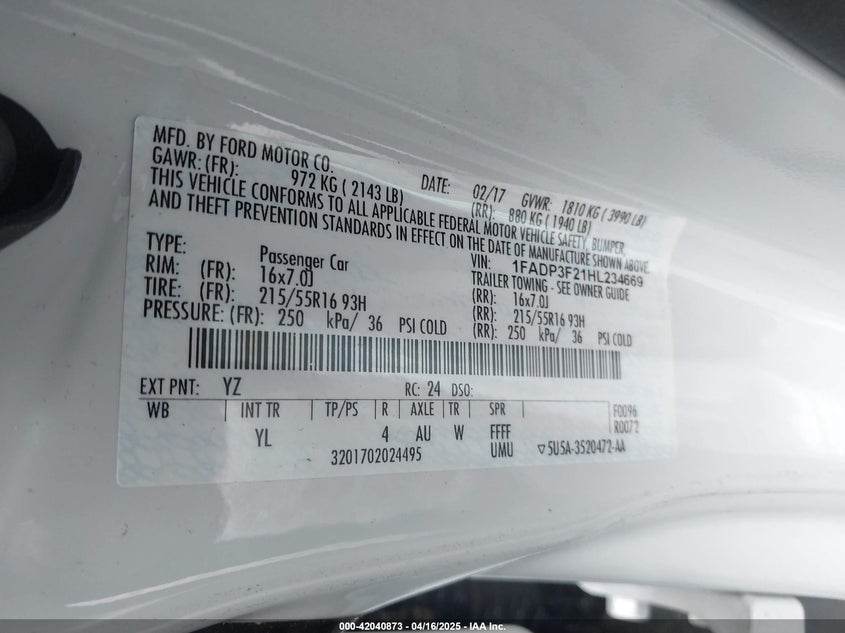 MFD. BY FORD MOTOR CO. DATE: 02/17 GVWR: 1810 KG ( 3990 LB)
GAWR: (FR): 972 KG ( 2143 LB) (RR): 880 KG ( 1940 LB)
THIS VEHICLE CONFORMS TO ALL APPLICABLE FEDERAL MOTOR VEHICLE SAFETY, BUMPER,
AND THEFT PREVENTION STANDARDS IN EFFECT ON THE DATE OF MANUFACTURE SHOWN ABOVE.
VIN: 1FADP3F21HL234669
TYPE: Passenger Car TRAILER TOWING - SEE OWNER GUIDE
RIM: (FR): 16x7.0J (RR): 16x7.0J
TIRE: (FR): 215/55R16 93H (RR): 215/55R16 93H
PRESSURE: (FR): 250 kPa/ 36 PSI COLD (RR): 250 kPa/ 36 PSI COLD
EXT PNT: YZ RC: 24 DSO:
WB INT TR TP/PS R AXLE TR SPR F0096
R0072
YL 4 AU W FFFF
3201702024495 UMU ▽5U5A-3520472-AA
000-42040873 - 04/16/2025 - IAA Inc.